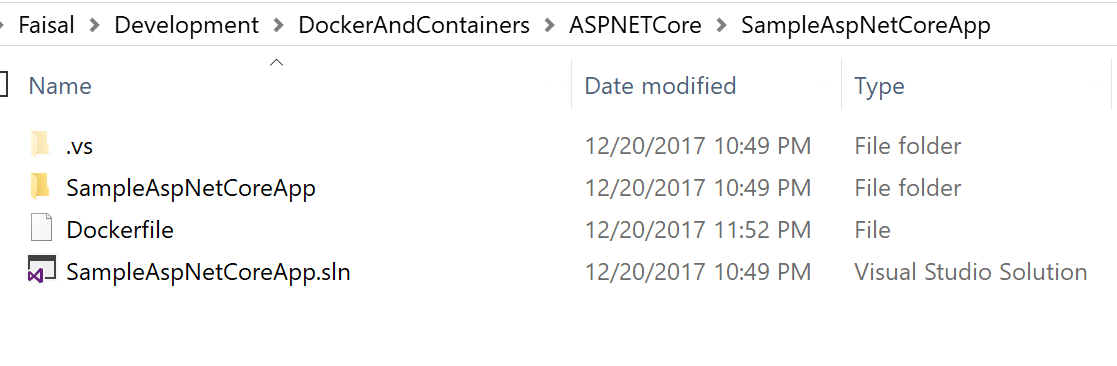 Faisal > Development > DockerAndContainers > ASPNETCore > SampleAspNetCoreApp
Name Date modified Type
.vs 12/20/2017 10:49 PM File folder
SampleAspNetCoreApp 12/20/2017 10:49 PM File folder
Dockerfile 12/20/2017 11:52 PM File
SampleAspNetCoreApp.sln 12/20/2017 10:49 PM Visual Studio Solution